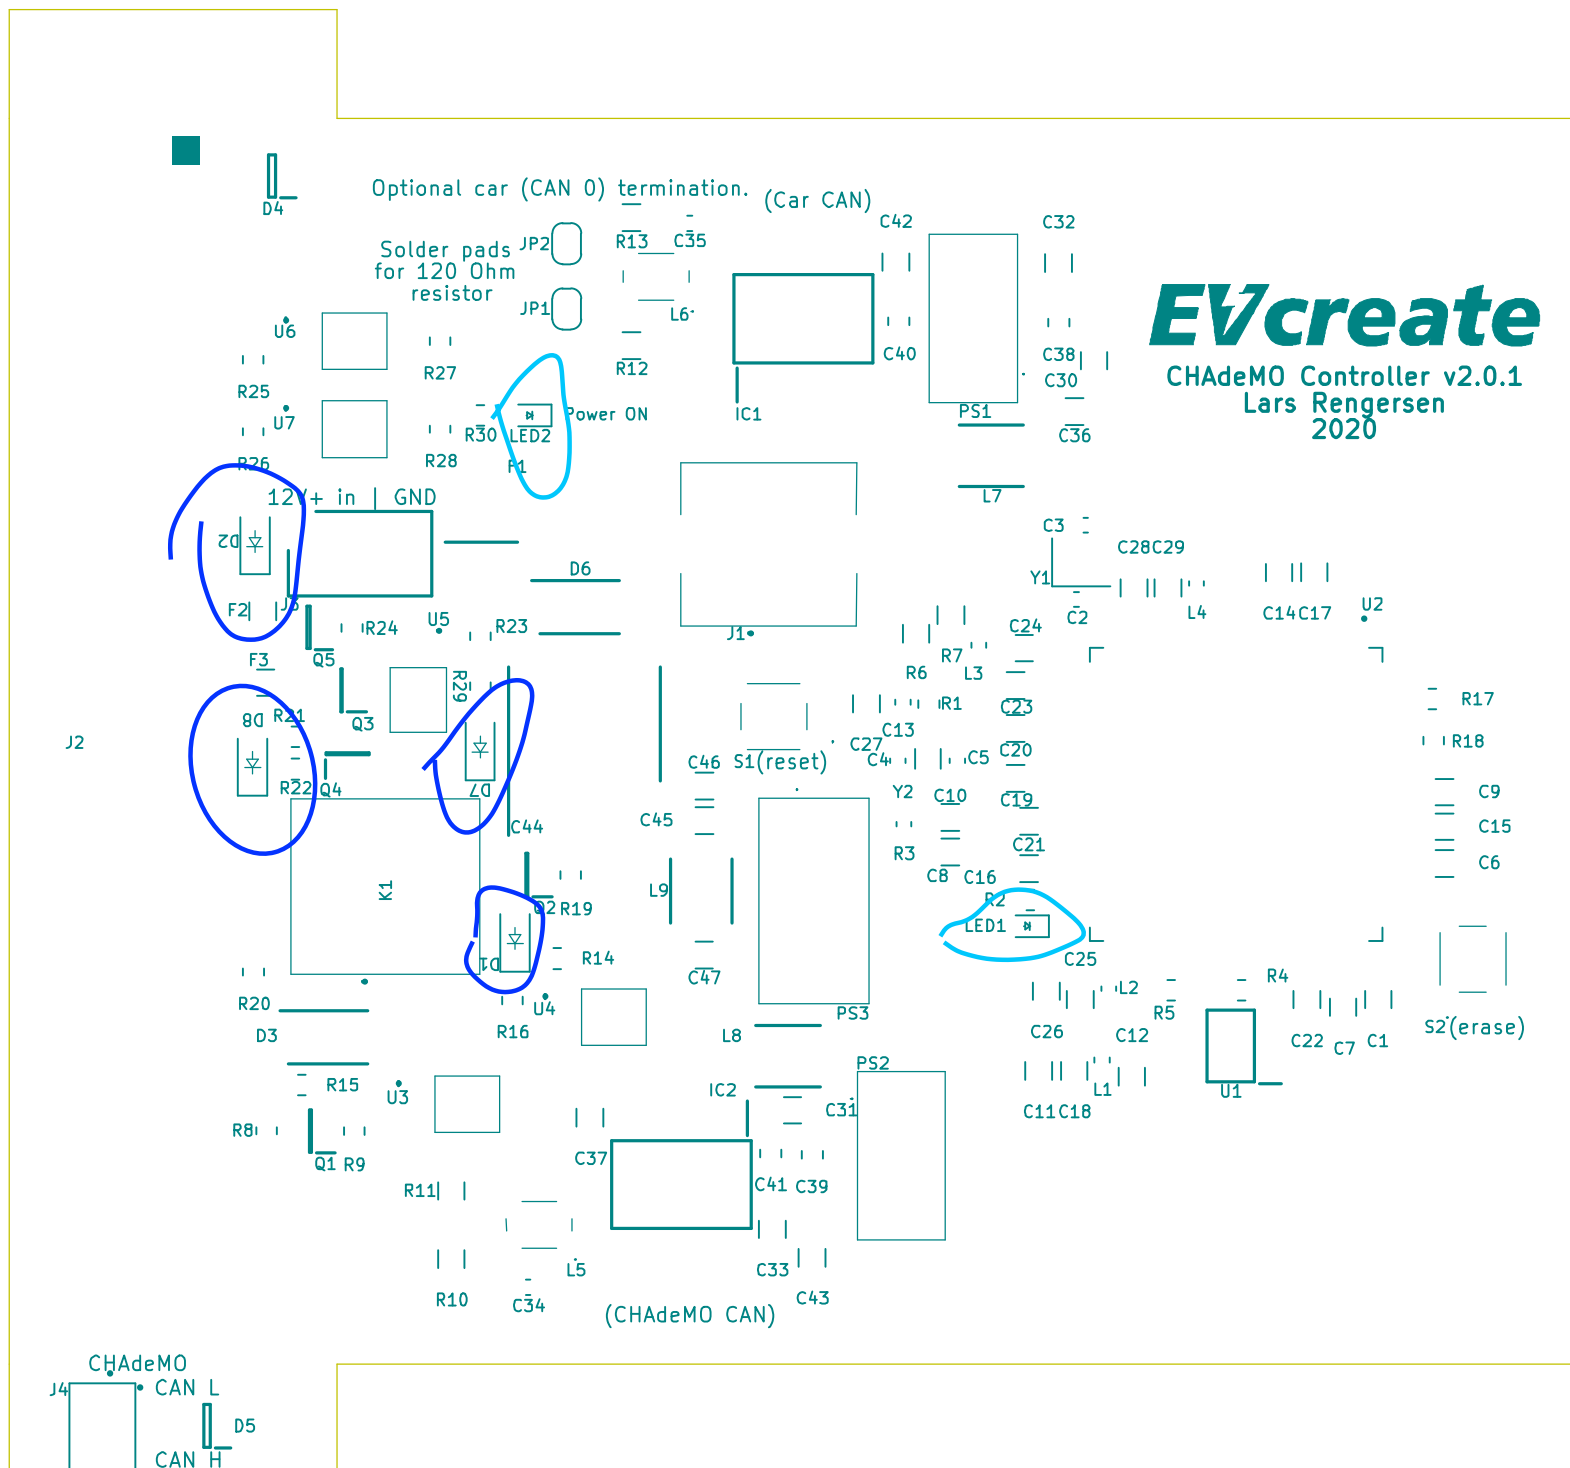 D4
Optional car (CAN 0) termination.
(Car CAN)
C42
C32
R13
C35
JP2
Solder pads
for 120 Ohm
resistor
JP1
L6
U6
EVcreate
CHAdeMO Controller v2.0.1
Lars Rengersen
2020
R27
R12
C40
C38
C30
R25
U7
Power ON
IC1
PS1
R30
LED2
C36
R26
R28
F1
12V+ in | GND
L7
D2
C3
C28
C29
D6
Y1
F2
J3
U5
R24
R23
J1
C2
L4
C14
C17
U2
C24
F3
Q5
R7
R6
L3
R29
R1
R17
D8
R21
Q3
C23
C13
J2
C27
C20
R18
S1
(reset)
C46
C4
C5
R22
Q4
D7
Y2
C10
C19
C9
C44
C45
C15
C21
R3
C6
K1
L9
C8
C16
Q2
R19
R2
LED1
D1
R14
C25
C47
R20
R16
U4
PS3
L2
R4
R5
S2
(erase)
D3
L8
C26
C12
C22
C7
C1
PS2
R15
U3
IC2
L1
U1
C31
C11
C18
R8
Q1
R9
C37
R11
C41
C39
L5
C33
R10
C34
C43
(CHAdeMO CAN)
CHAdeMO
J4
CAN L
D5
CAN H